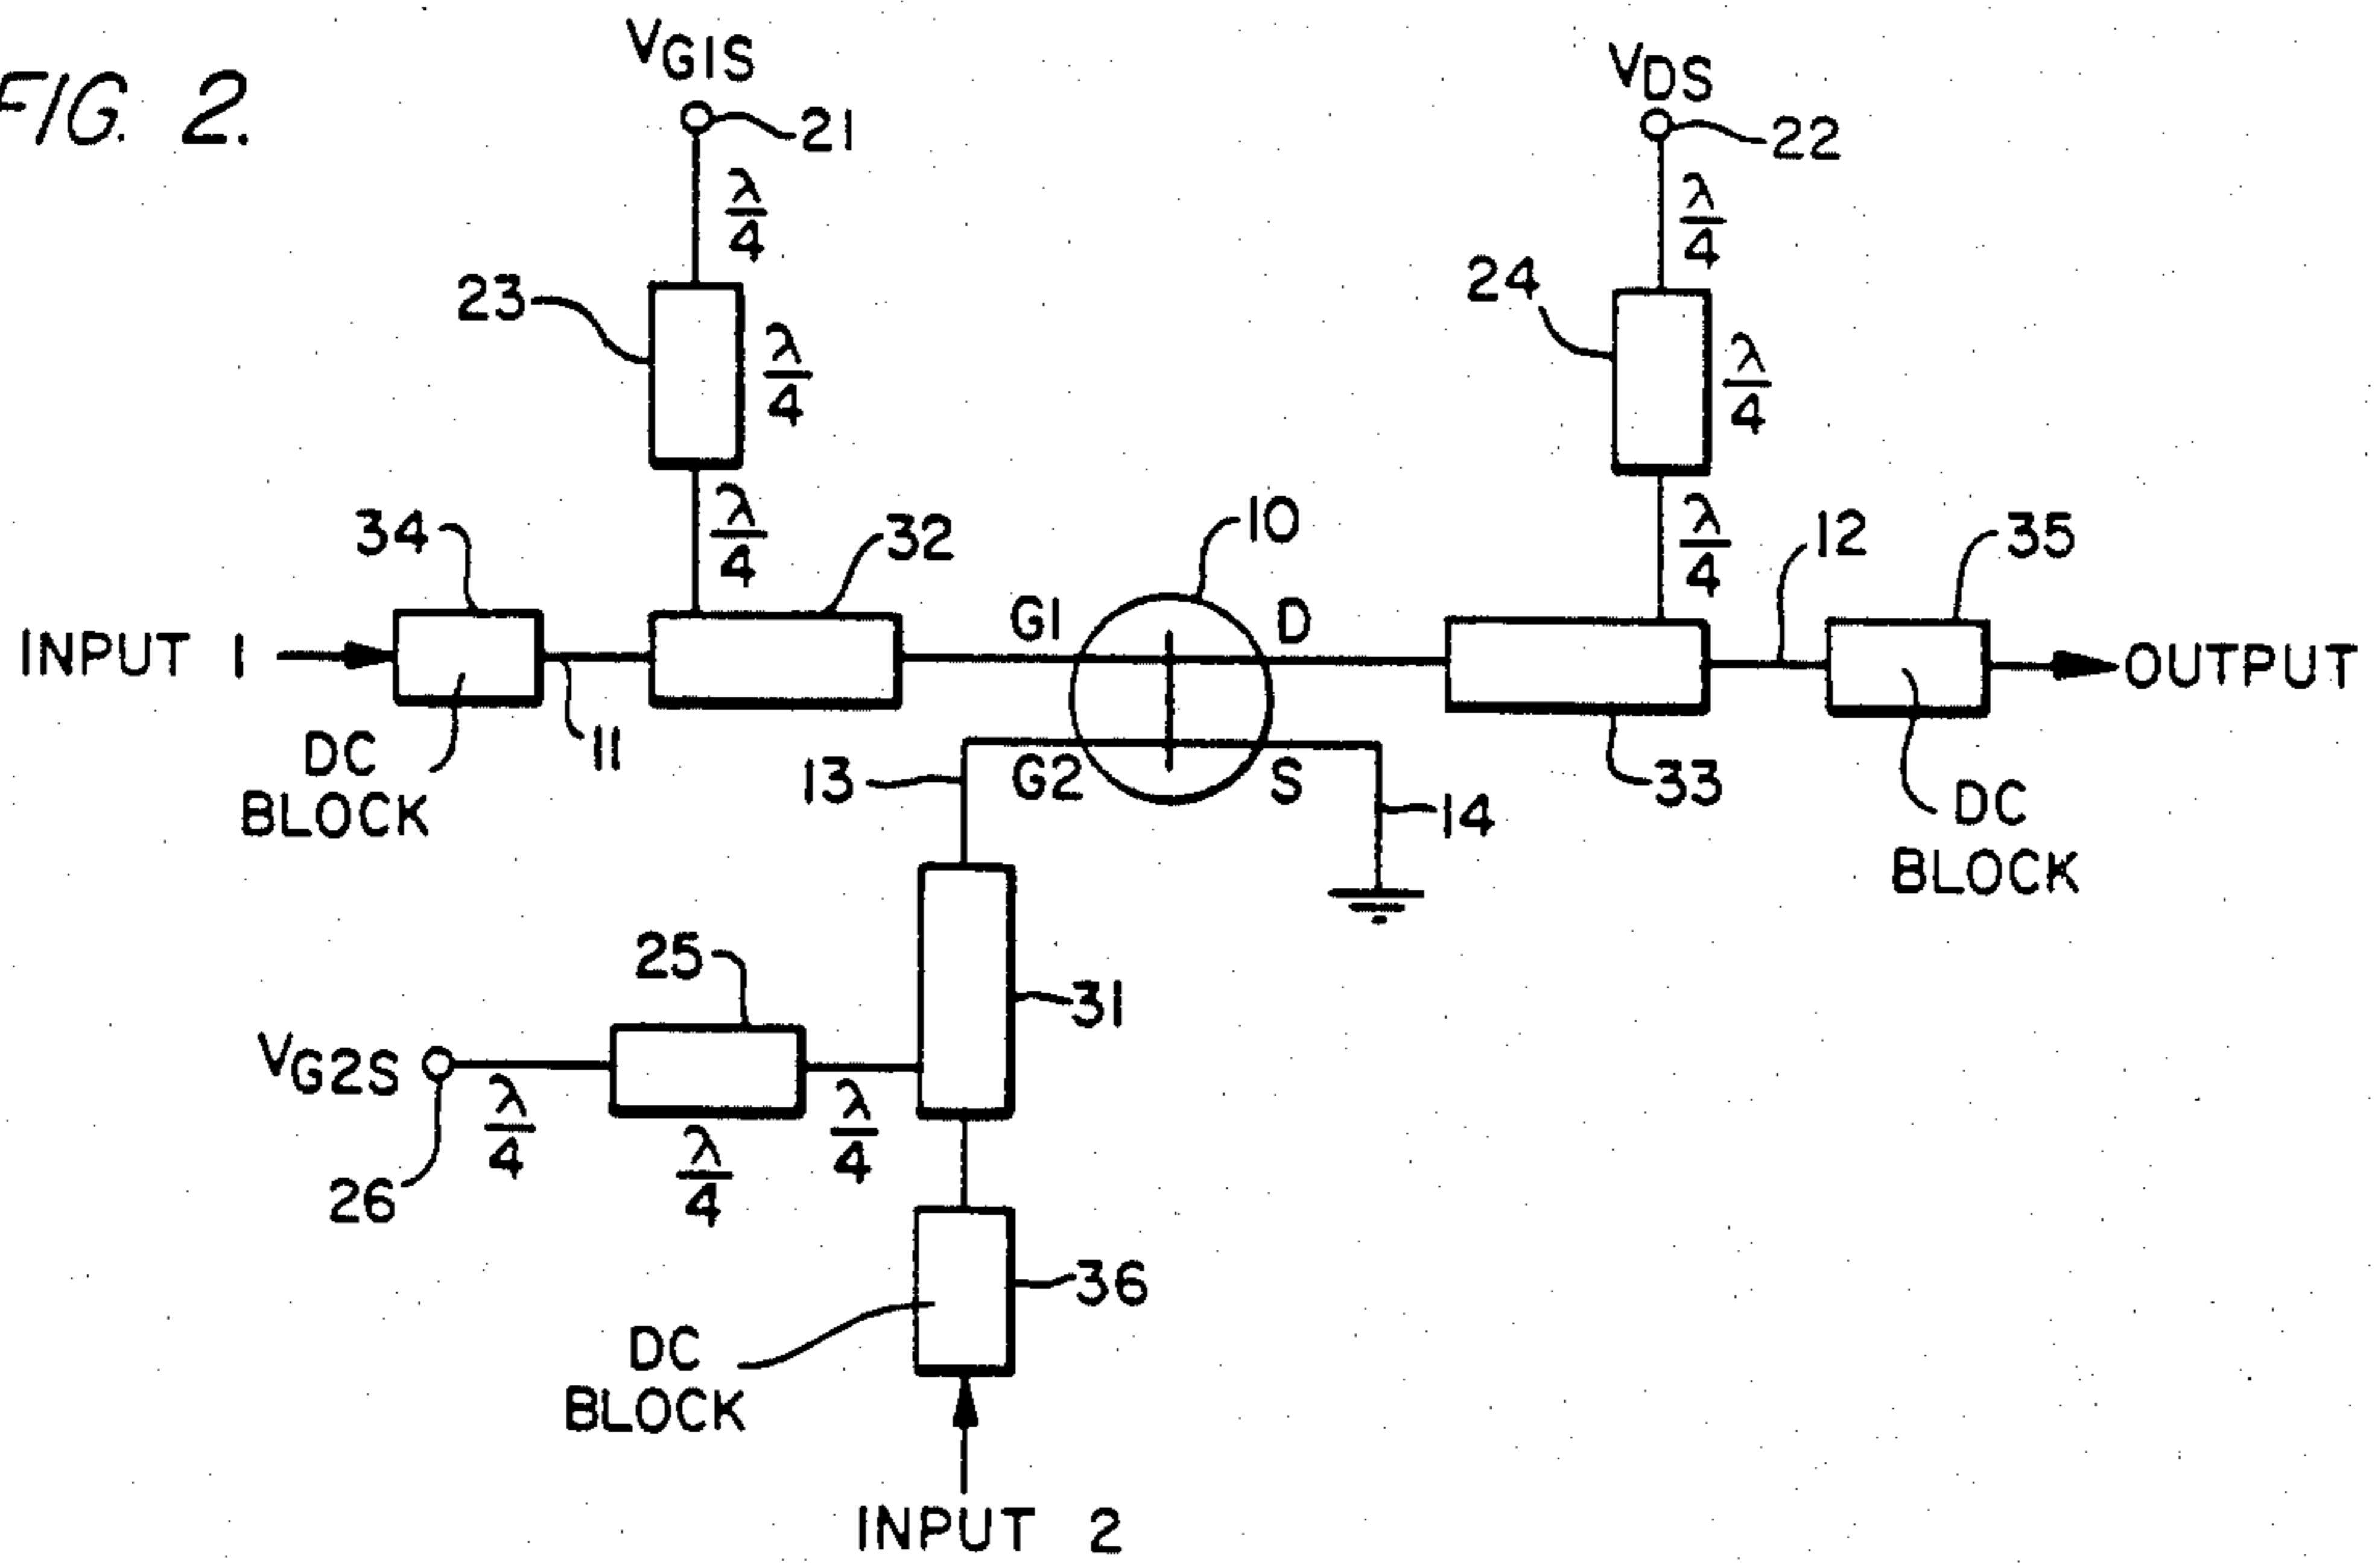 FIG. 2.
VG1S
21
λ/4
23
λ/4
λ/4
VDS
22
λ/4
24
λ/4
λ/4
34
32
10
12
35
INPUT 1
G1
D
OUTPUT
11
DC
BLOCK
13
G2
S
14
33
DC
BLOCK
25
31
VG2S
26
λ/4
λ/4
λ/4
36
DC
BLOCK
INPUT 2